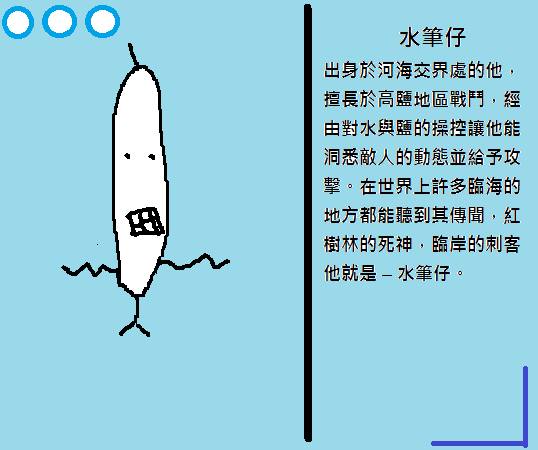 水筆仔
出身於河海交界處的他，
擅長於高鹽地區戰鬥，經
由對水與鹽的操控讓他能
洞悉敵人的動態並給予攻
擊。在世界上許多臨海的
地方都能聽到其傳聞，紅
樹林的死神，臨岸的刺客
他就是 – 水筆仔。